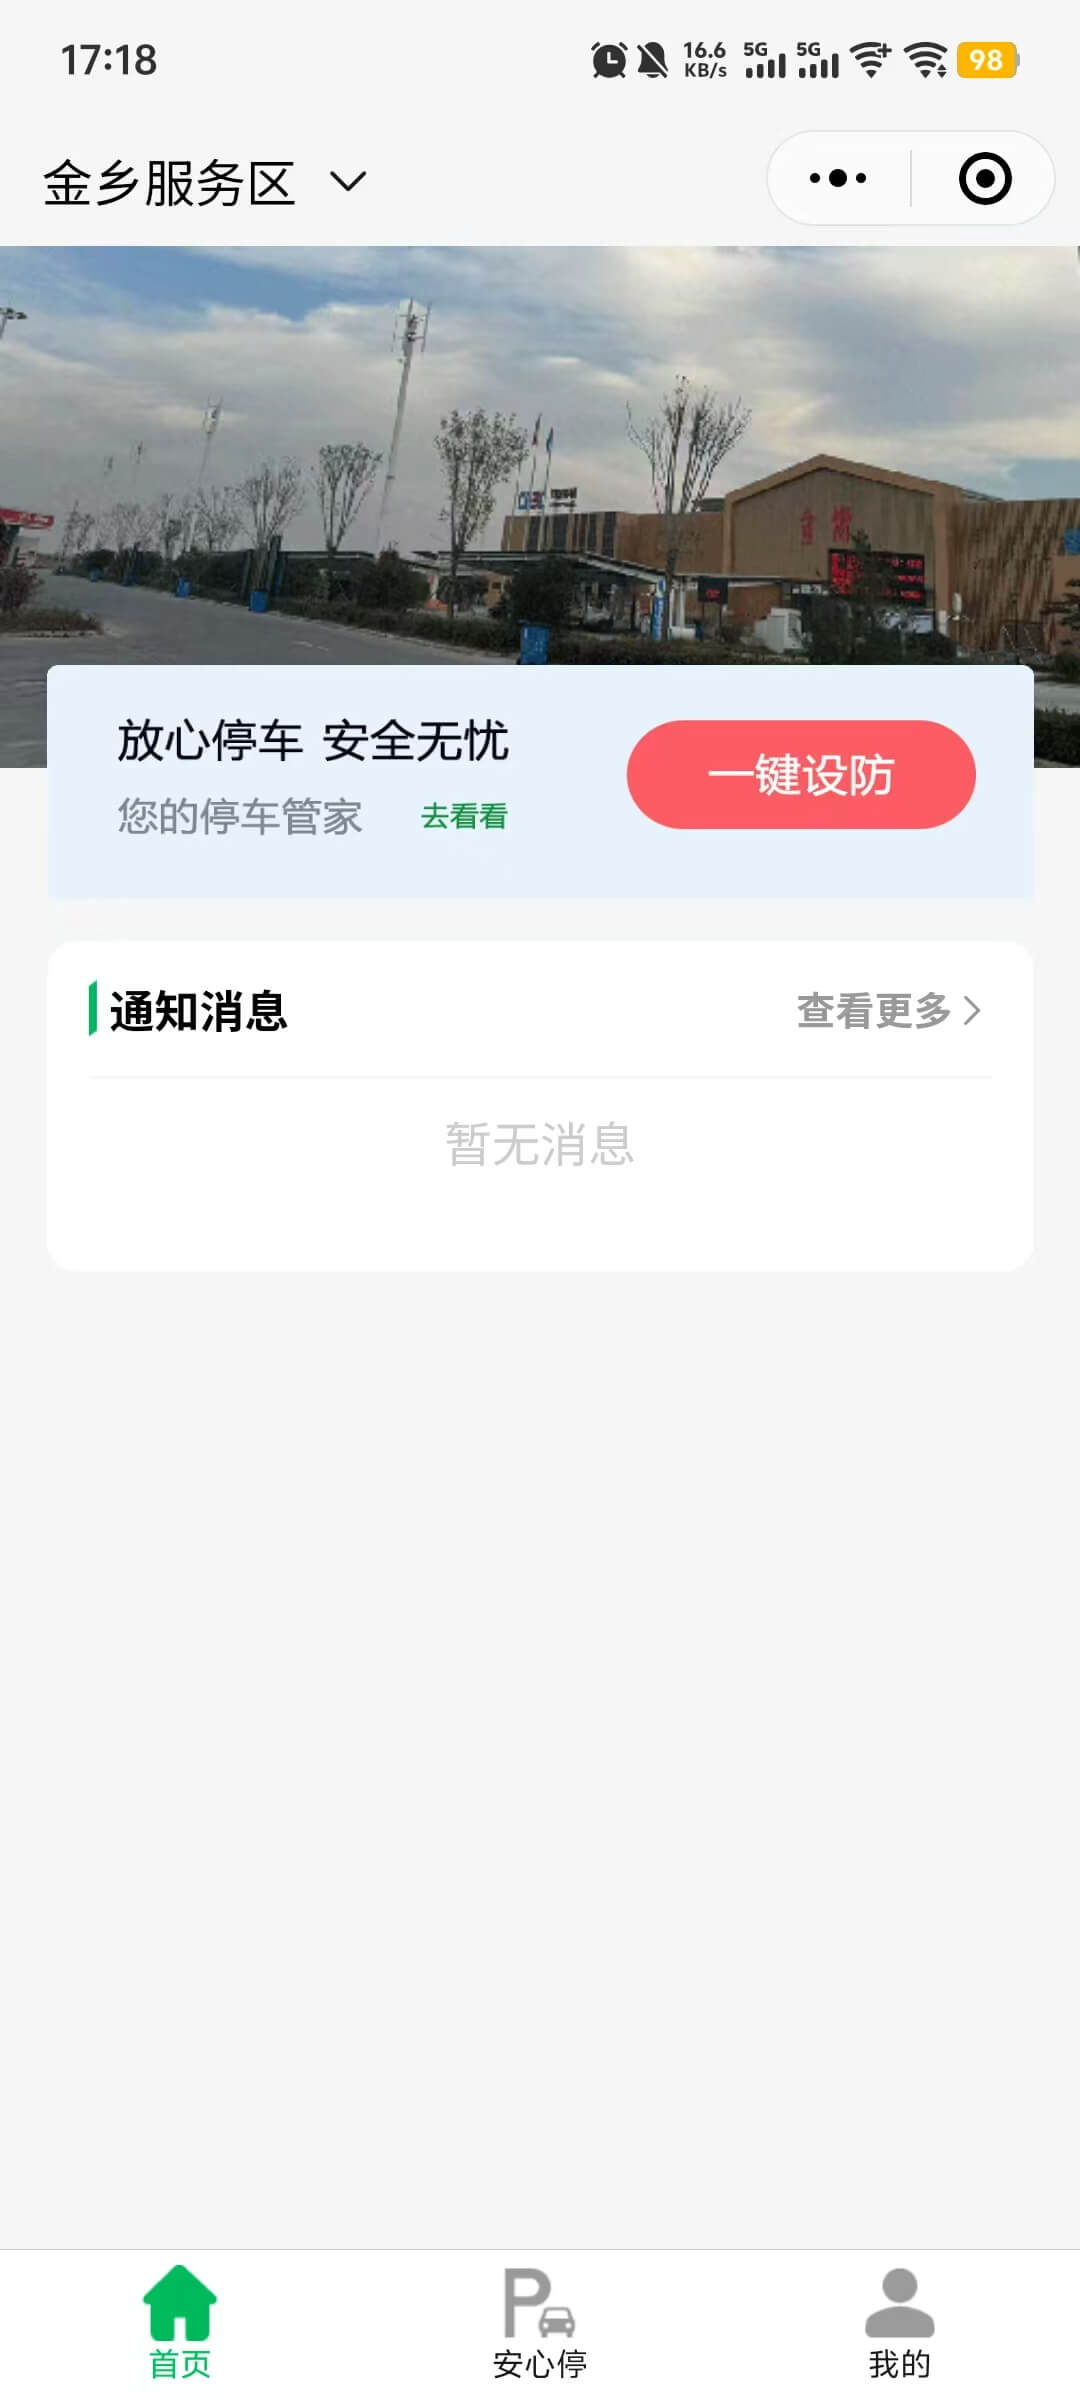 17:18
16.6 KB/s 5G 5G 98
金乡服务区
放心停车 安全无忧
您的停车管家 去看看
一键设防
通知消息 查看更多
暂无消息
首页 安心停 我的